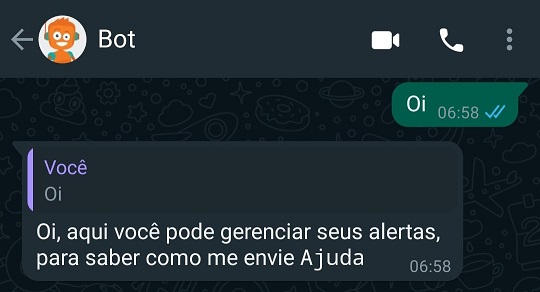 Bot
Oi 06:58
Você
Oi
Oi, aqui você pode gerenciar seus alertas,
para saber como me envie Ajuda
06:58